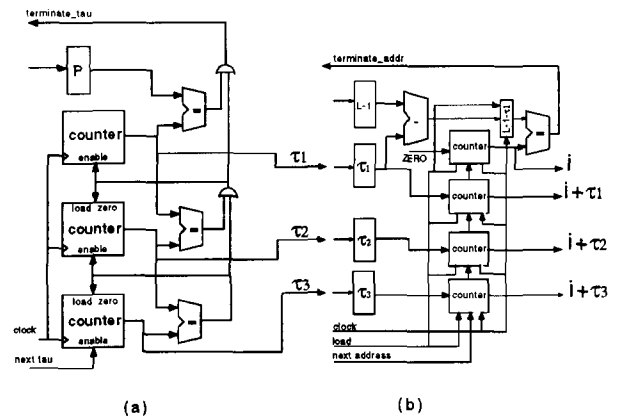 terminate_tau
P
=
counter
enable
τ1
load zero
counter
enable
=
τ2
load zero
counter
enable
=
τ3
clock
next tau
(a)
terminate_addr
L-1
-
L-1-τ1
=
ZERO
τ1
counter
i
counter
i+τ1
τ2
counter
i+τ2
τ3
counter
i+τ3
clock
load
next address
(b)